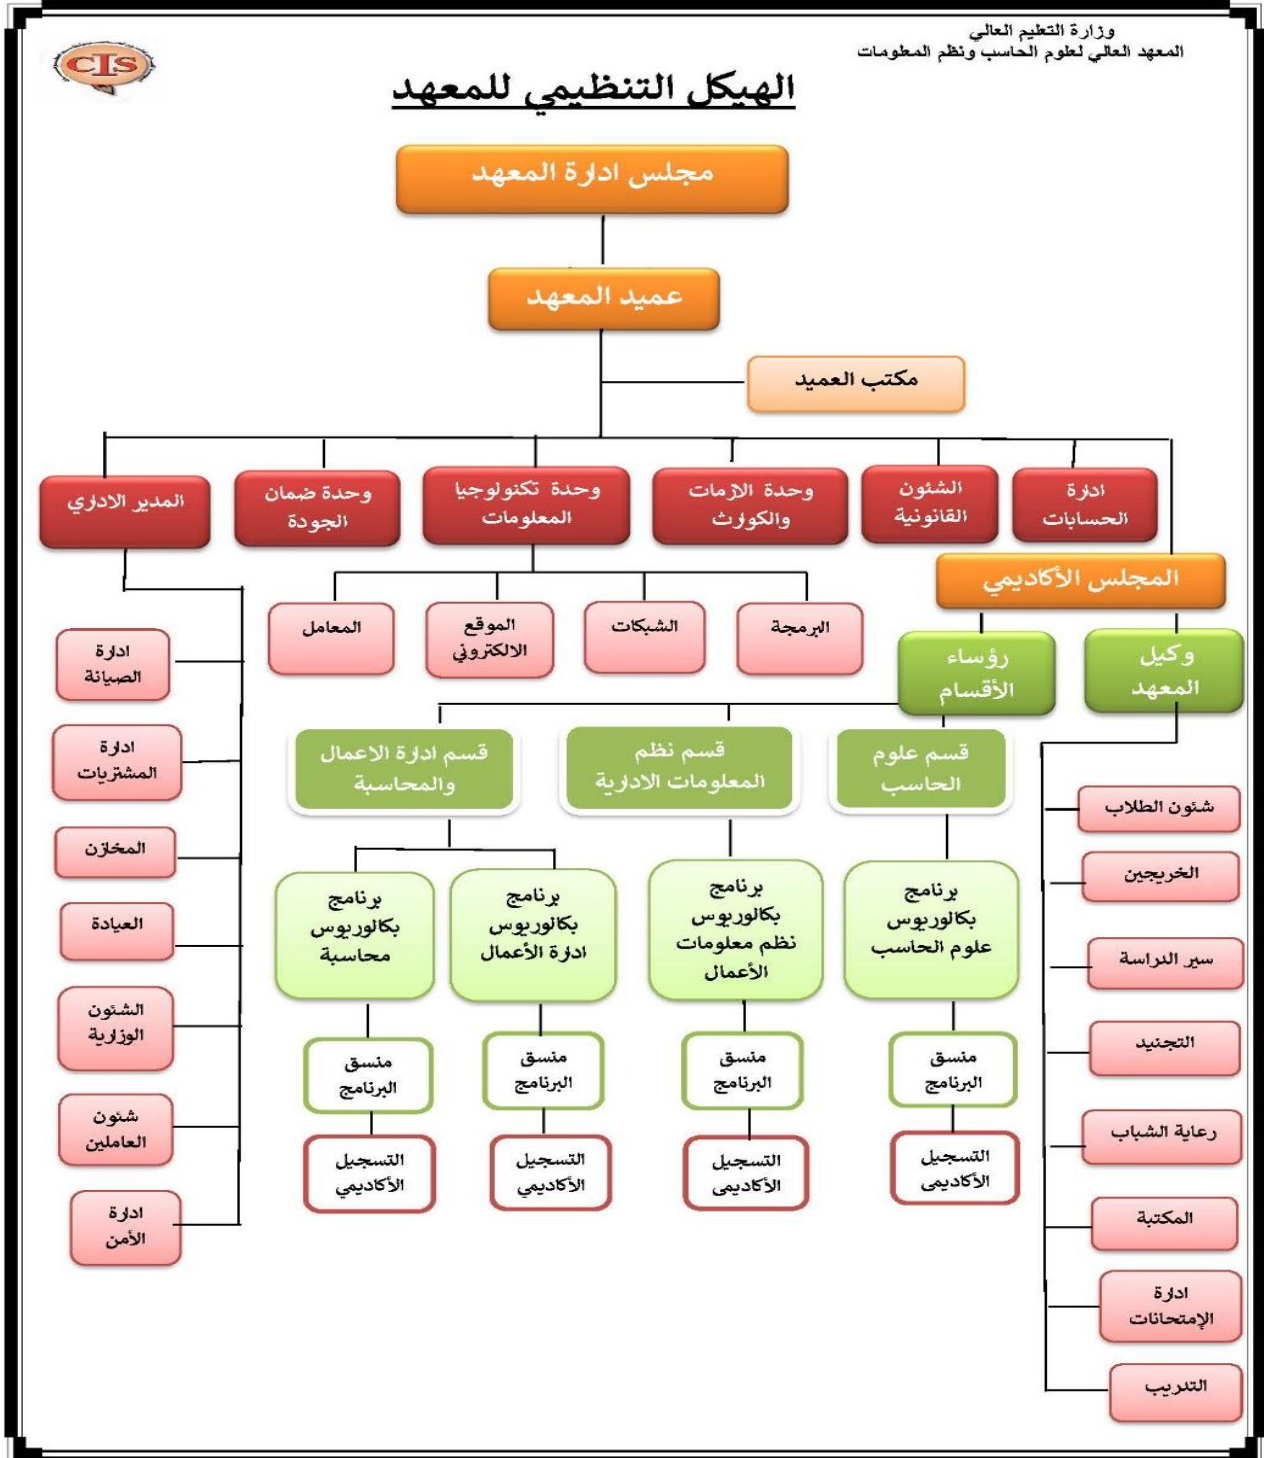 وزارة التعليم العالي
المعهد العالي لعلوم الحاسب ونظم المعلومات
CIS
الهيكل التنظيمي للمعهد
مجلس ادارة المعهد
عميد المعهد
مكتب العميد
ادارة
الحسابات
الشئون
القانونية
وحدة الازمات
والكوارث
وحدة تكنولوجيا
المعلومات
وحدة ضمان
الجودة
المدير الاداري
المجلس الأكاديمي
البرمجة
الشبكات
الموقع
الالكتروني
المعامل
وكيل
المعهد
رؤساء
الأقسام
قسم علوم
الحاسب
قسم نظم
المعلومات الادارية
قسم ادارة الاعمال
والمحاسبة
برنامج
بكالوريوس
علوم الحاسب
برنامج
بكالوريوس
نظم معلومات
الأعمال
برنامج
بكالوريوس
ادارة الأعمال
برنامج
بكالوريوس
محاسبة
منسق
البرنامج
منسق
البرنامج
منسق
البرنامج
منسق
البرنامج
التسجيل
الأكاديمى
التسجيل
الأكاديمى
التسجيل
الأكاديمي
التسجيل
الأكاديمي
شئون الطلاب
الخريجين
سير الدراسة
التجنيد
رعاية الشباب
المكتبة
ادارة
الإمتحانات
التدريب
ادارة
الصيانة
ادارة
المشتريات
المخازن
العيادة
الشئون
الوزارية
شئون
العاملين
ادارة
الأمن